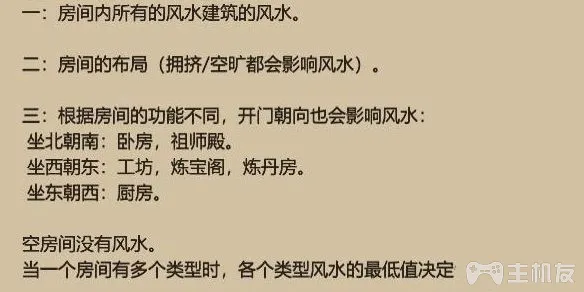 一：房间内所有的风水建筑的风水。
二：房间的布局（拥挤/空旷都会影响风水）。
三：根据房间的功能不同，开门朝向也会影响风水：
坐北朝南：卧房，祖师殿。
坐西朝东：工坊，炼宝阁，炼丹房。
坐东朝西：厨房。
空房间没有风水。
当一个房间有多个类型时，各个类型风水的最低值决定
主机友